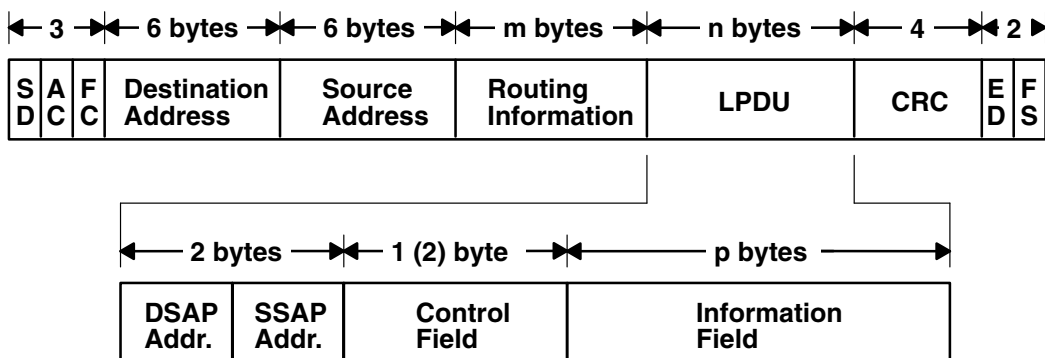 3 6 bytes 6 bytes m bytes n bytes 4 2
S A F Destination Source Routing LPDU CRC E F
D C C Address Address Information D S
2 bytes 1 (2) byte p bytes
DSAP SSAP Control Information
Addr. Addr. Field Field